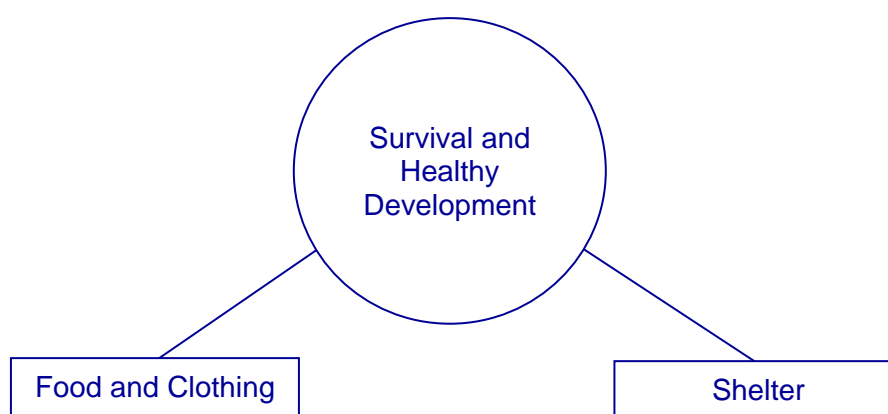 Survival and
Healthy
Development
Food and Clothing
Shelter